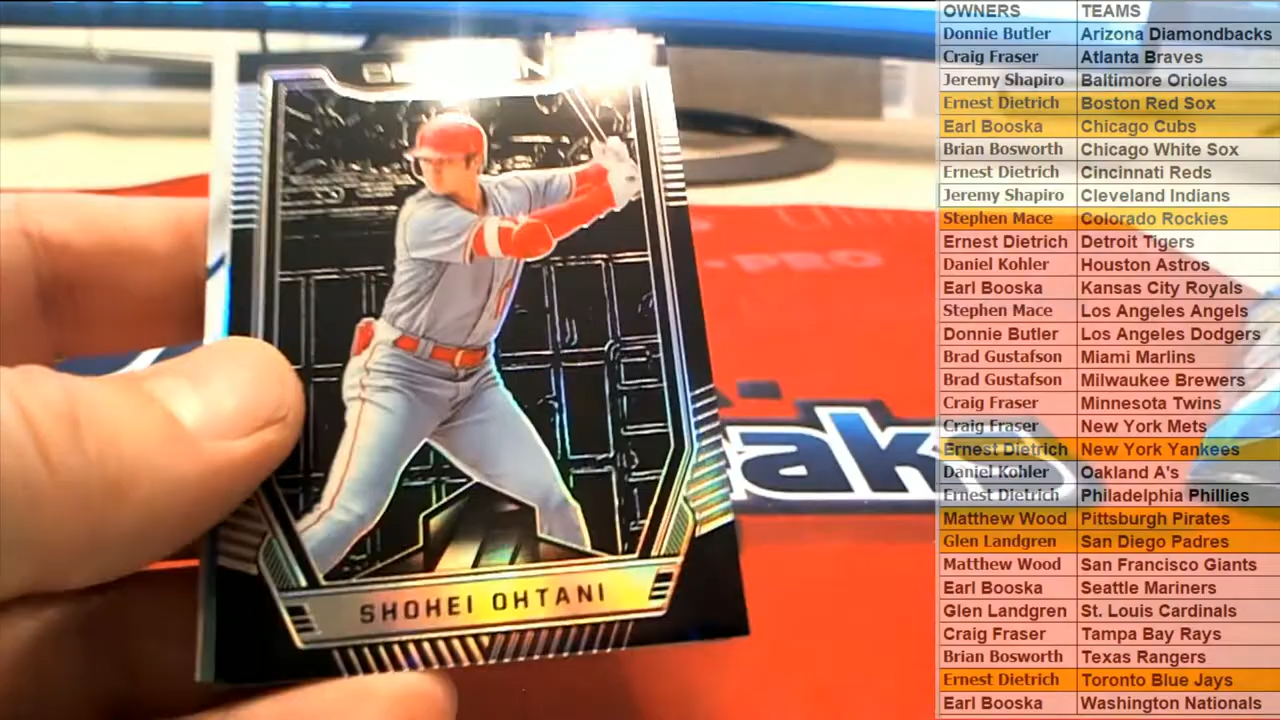 OWNERS TEAMS
Donnie Butler Arizona Diamondbacks
Craig Fraser Atlanta Braves
Jeremy Shapiro Baltimore Orioles
Ernest Dietrich Boston Red Sox
Earl Booska Chicago Cubs
Brian Bosworth Chicago White Sox
Ernest Dietrich Cincinnati Reds
Jeremy Shapiro Cleveland Indians
Stephen Mace Colorado Rockies
Ernest Dietrich Detroit Tigers
Daniel Kohler Houston Astros
Earl Booska Kansas City Royals
Stephen Mace Los Angeles Angels
Donnie Butler Los Angeles Dodgers
Brad Gustafson Miami Marlins
Brad Gustafson Milwaukee Brewers
Craig Fraser Minnesota Twins
Craig Fraser New York Mets
Ernest Dietrich New York Yankees
Daniel Kohler Oakland A's
Ernest Dietrich Philadelphia Phillies
Matthew Wood Pittsburgh Pirates
Glen Landgren San Diego Padres
Matthew Wood San Francisco Giants
Earl Booska Seattle Mariners
Glen Landgren St. Louis Cardinals
Craig Fraser Tampa Bay Rays
Brian Bosworth Texas Rangers
Ernest Dietrich Toronto Blue Jays
Earl Booska Washington Nationals
-PRO
SHOHEI OHTANI